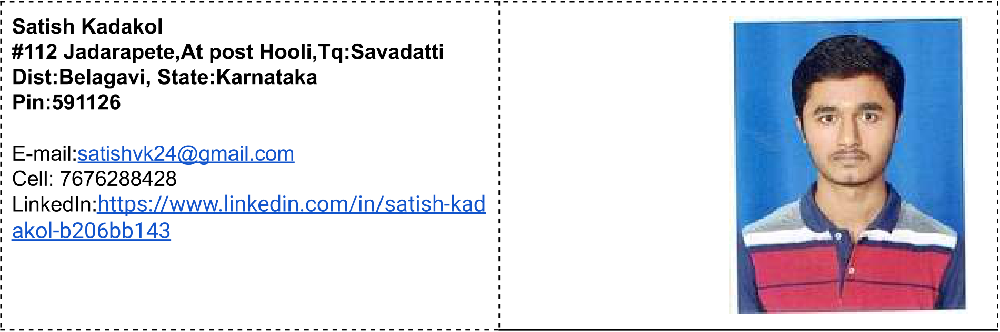 Satish Kadakol
#112 Jadarapete,At post Hooli,Tq:Savadatti
Dist:Belagavi, State:Karnataka
Pin:591126
E-mail:satishvk24@gmail.com
Cell: 7676288428
LinkedIn:https://www.linkedin.com/in/satish-kad
akol-b206bb143